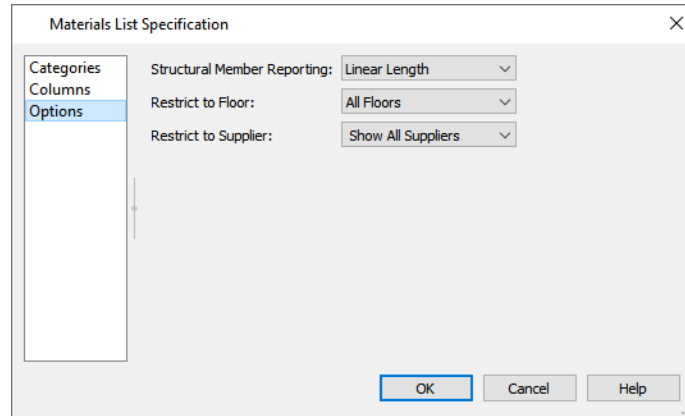 Materials List Specification
Categories
Columns
Options
Structural Member Reporting: Linear Length
Restrict to Floor: All Floors
Restrict to Supplier: Show All Suppliers
OK Cancel Help